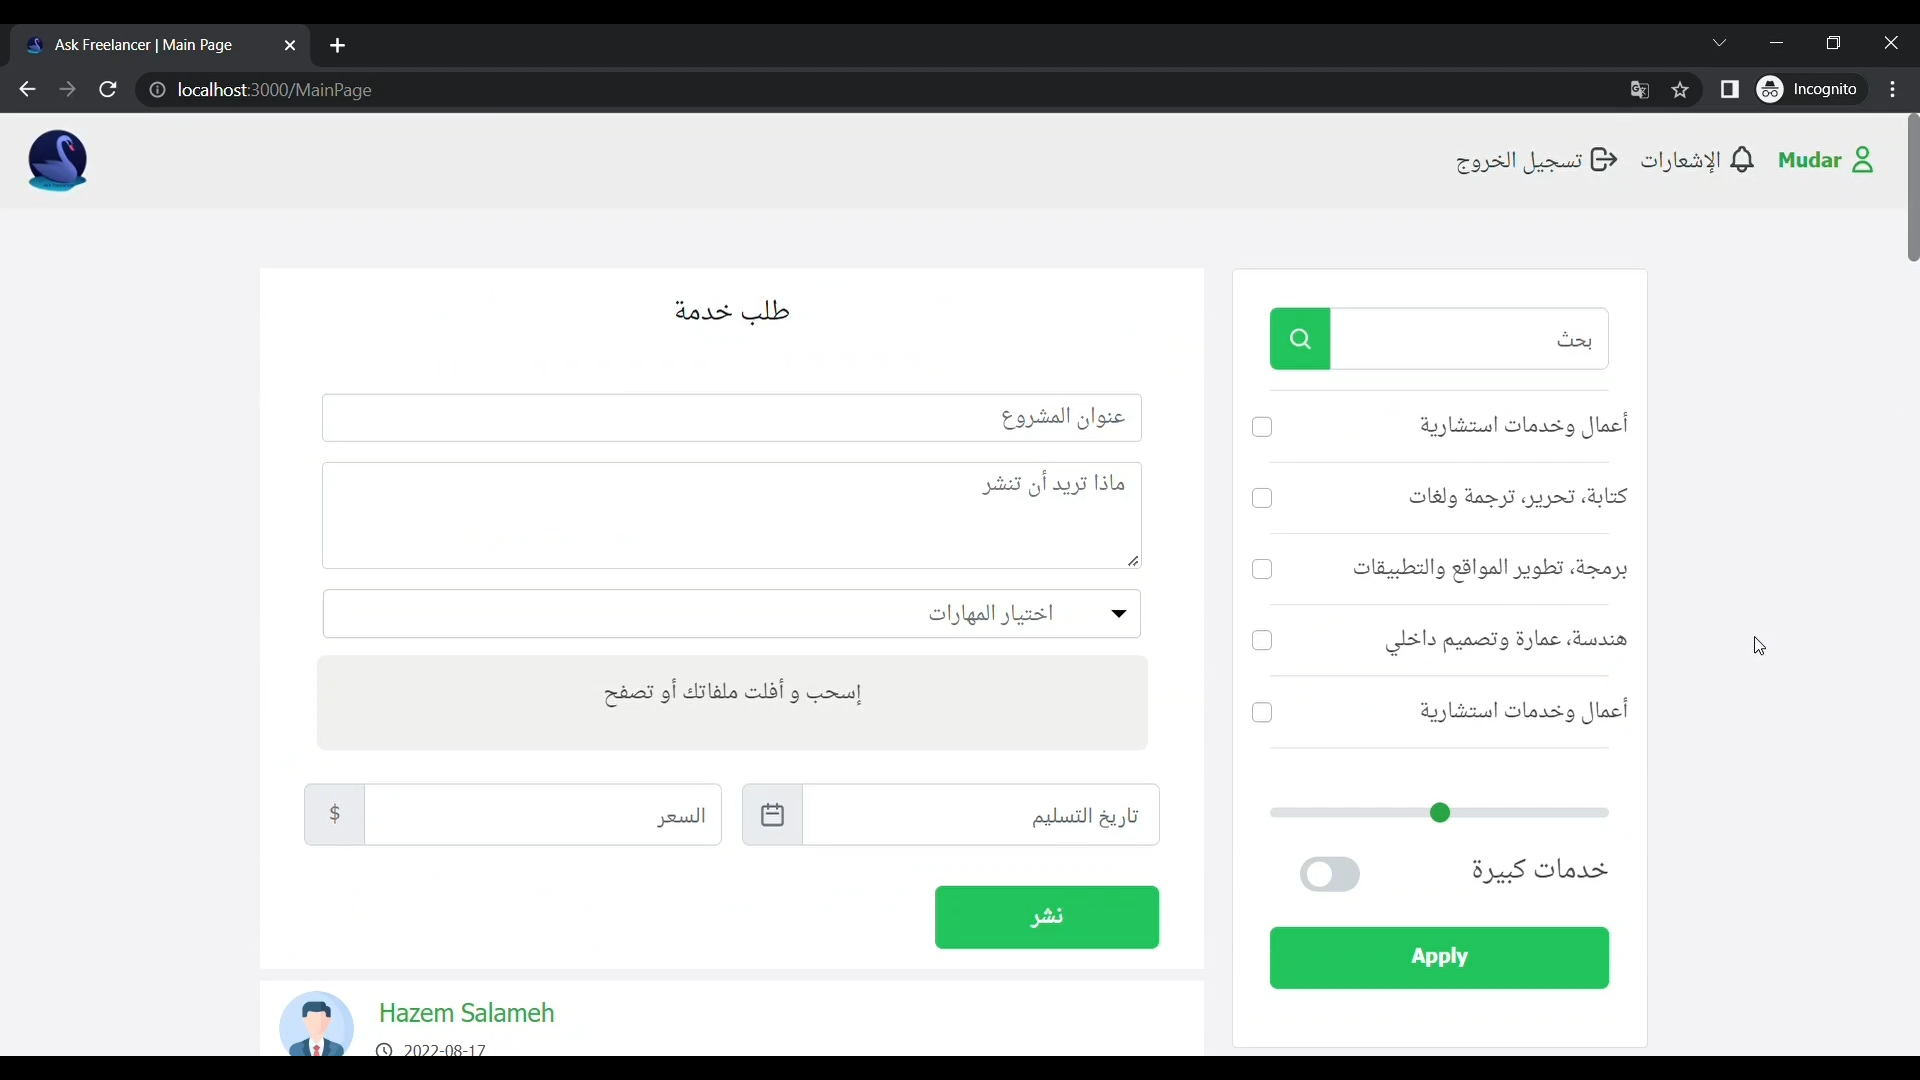 Ask Freelancer | Main Page
localhost:3000/MainPage
Incognito
Mudar
الإشعارات
تسجيل الخروج
طلب خدمة
عنوان المشروع
ماذا تريد أن تنشر
اختيار المهارات
إسحب و أفلت ملفاتك أو تصفح
تاريخ التسليم
السعر
$
نشر
Hazem Salameh
2022-08-17
بحث
أعمال وخدمات استشارية
كتابة، تحرير، ترجمة ولغات
برمجة، تطوير المواقع والتطبيقات
هندسة، عمارة وتصميم داخلي
أعمال وخدمات استشارية
خدمات كبيرة
Apply